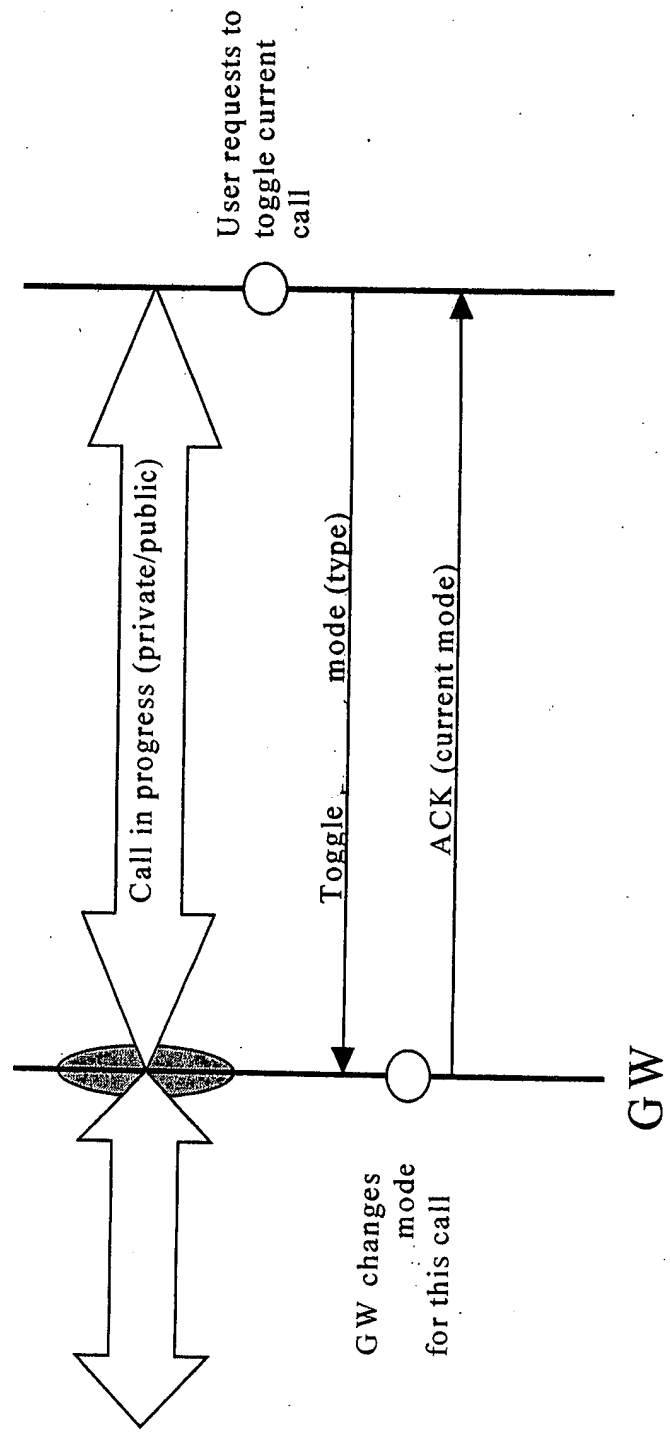 User requests to
toggle current
call
Call in progress (private/public)
Toggle mode (type)
GW changes
mode
for this call
ACK (current mode)
GW